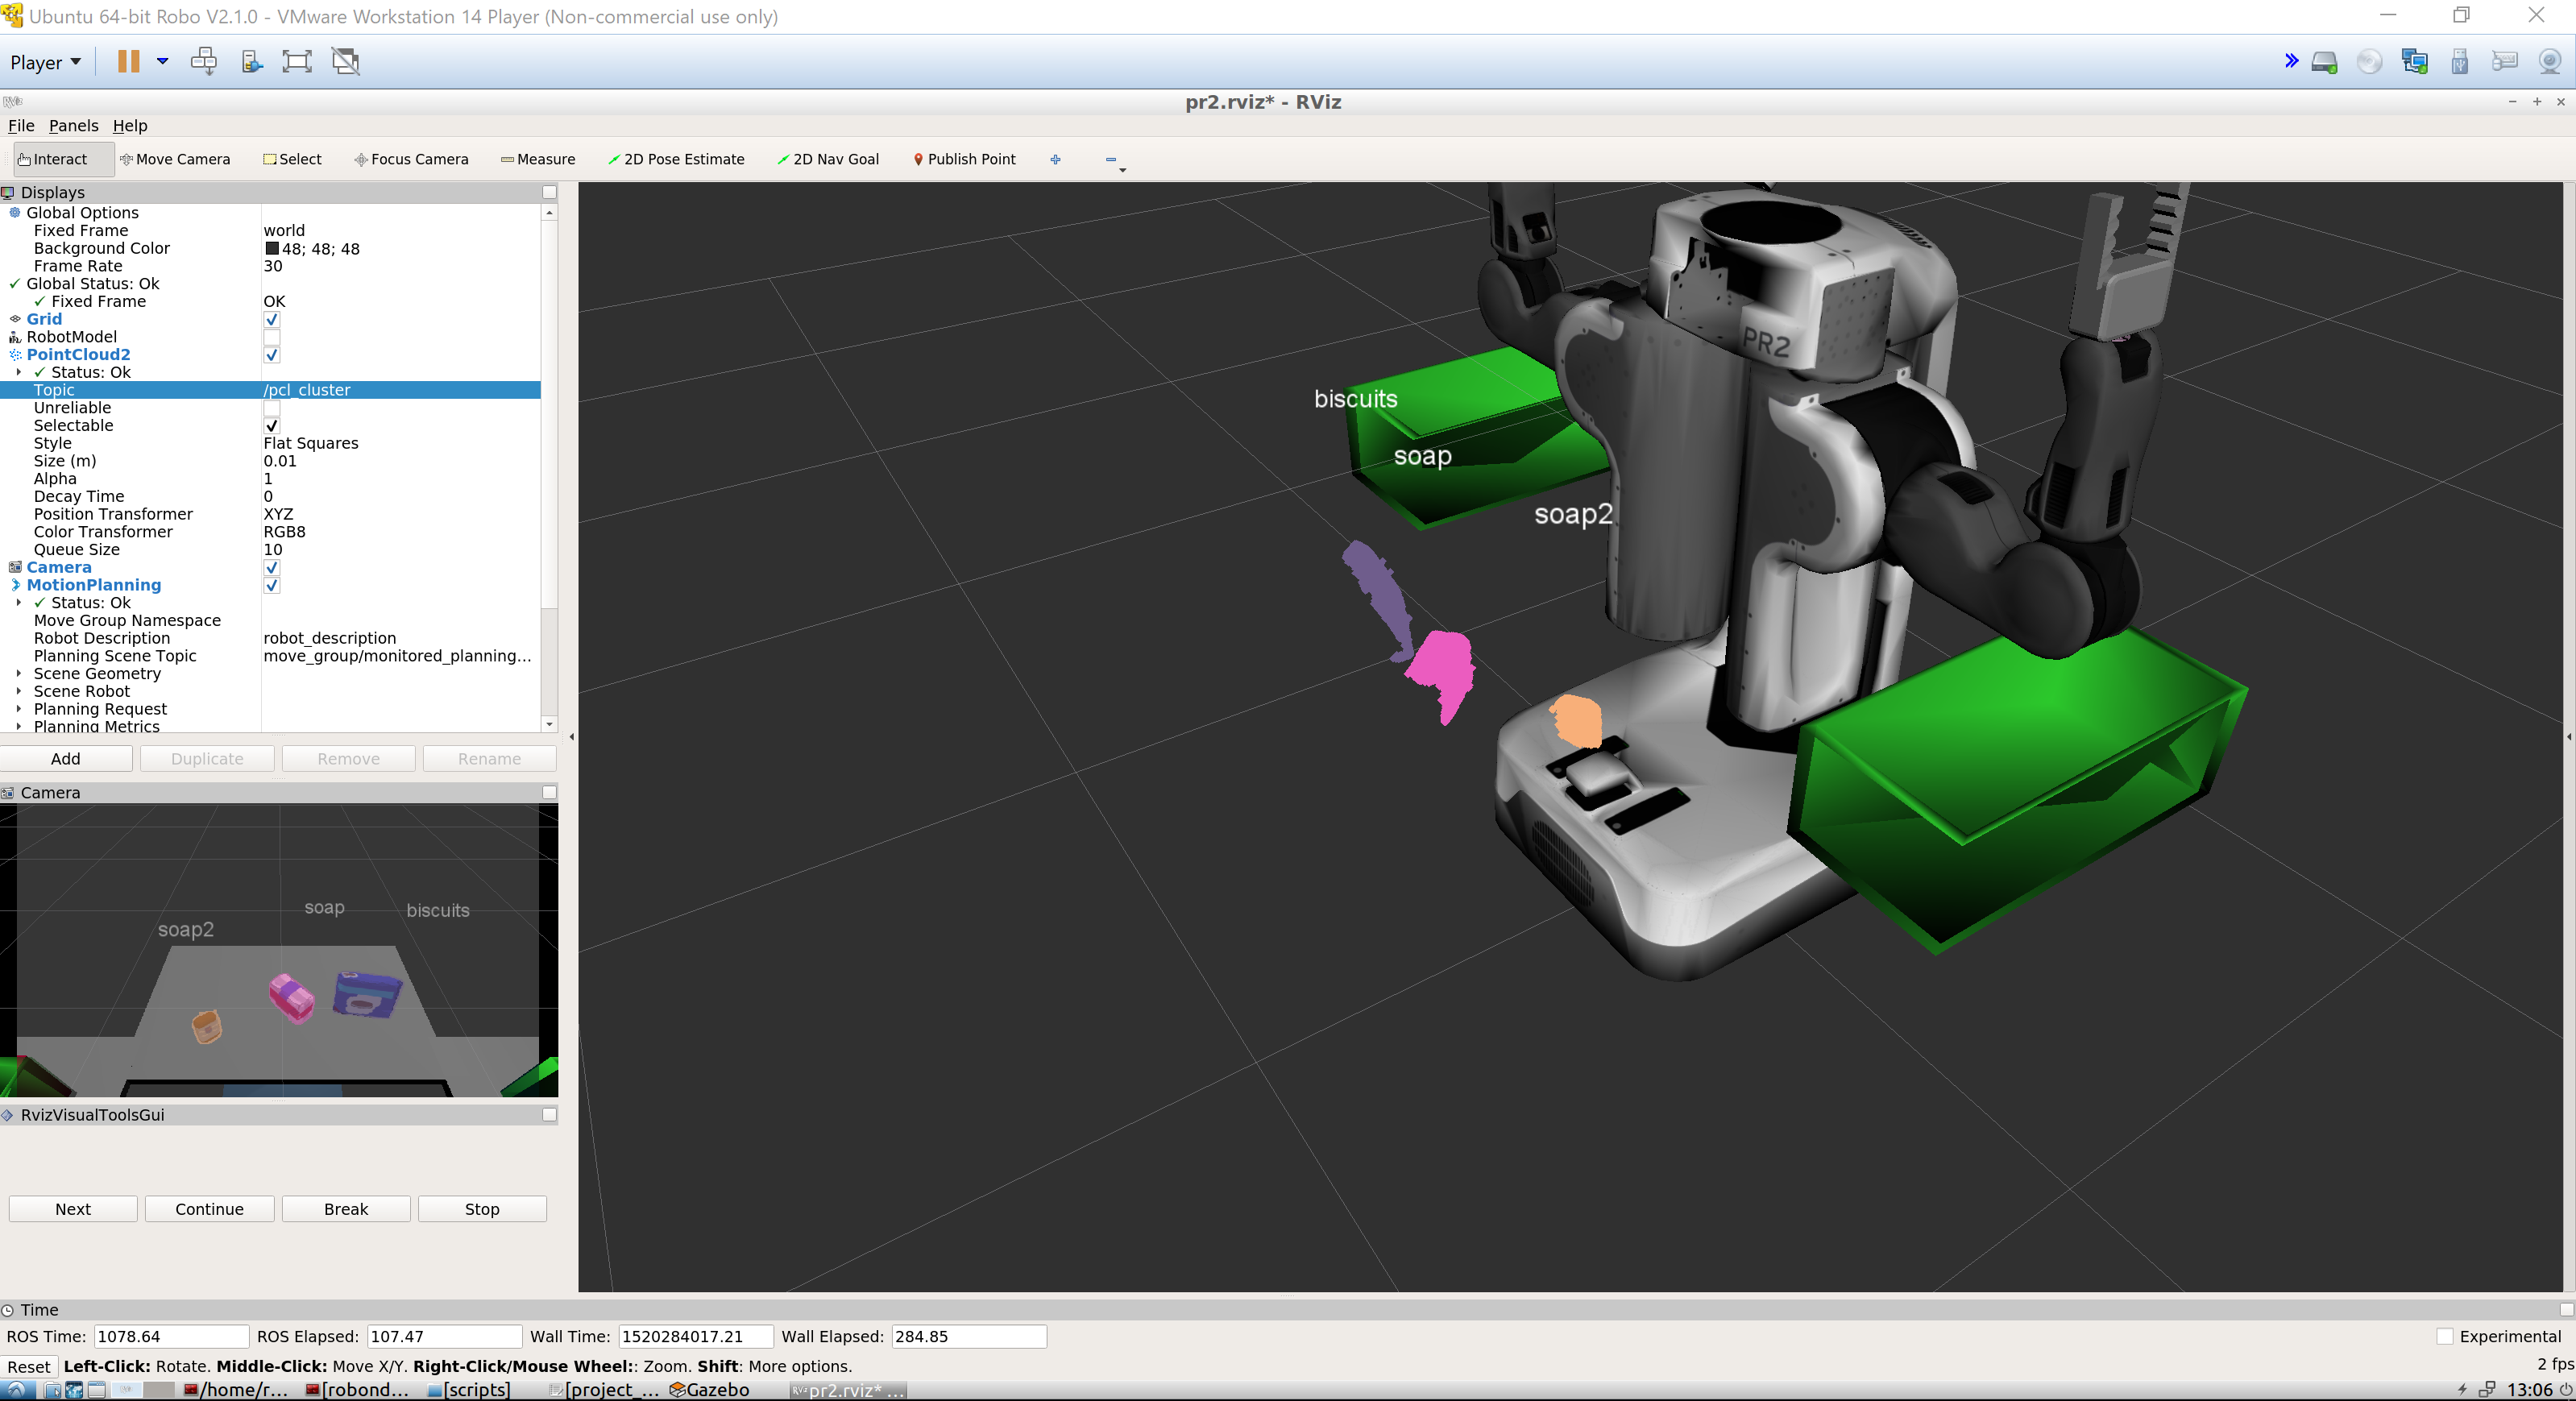 Ubuntu 64-bit Robo V2.1.0 - VMware Workstation 14 Player (Non-commercial use only)
Player
pr2.rviz* - RViz
File Panels Help
Interact Move Camera Select Focus Camera Measure 2D Pose Estimate 2D Nav Goal Publish Point
Displays
Global Options
Fixed Frame world
Background Color 48; 48; 48
Frame Rate 30
Global Status: Ok
Fixed Frame OK
Grid
RobotModel
PointCloud2
Status: Ok
Topic /pcl_cluster
Unreliable
Selectable
Style Flat Squares
Size (m) 0.01
Alpha 1
Decay Time 0
Position Transformer XYZ
Color Transformer RGB8
Queue Size 10
Camera
MotionPlanning
Status: Ok
Move Group Namespace
Robot Description robot_description
Planning Scene Topic move_group/monitored_planning...
Scene Geometry
Scene Robot
Planning Request
Planning Metrics
Add Duplicate Remove Rename
Camera
soap biscuits
soap2
RvizVisualToolsGui
Next Continue Break Stop
PR2
biscuits
soap
soap2
Time
ROS Time: 1078.64 ROS Elapsed: 107.47 Wall Time: 1520284017.21 Wall Elapsed: 284.85 Experimental
Reset Left-Click: Rotate. Middle-Click: Move X/Y. Right-Click/Mouse Wheel:: Zoom. Shift: More options. 2 fps
/home/r... [robond... [scripts] [project_... Gazebo pr2.rviz* ... 13:06